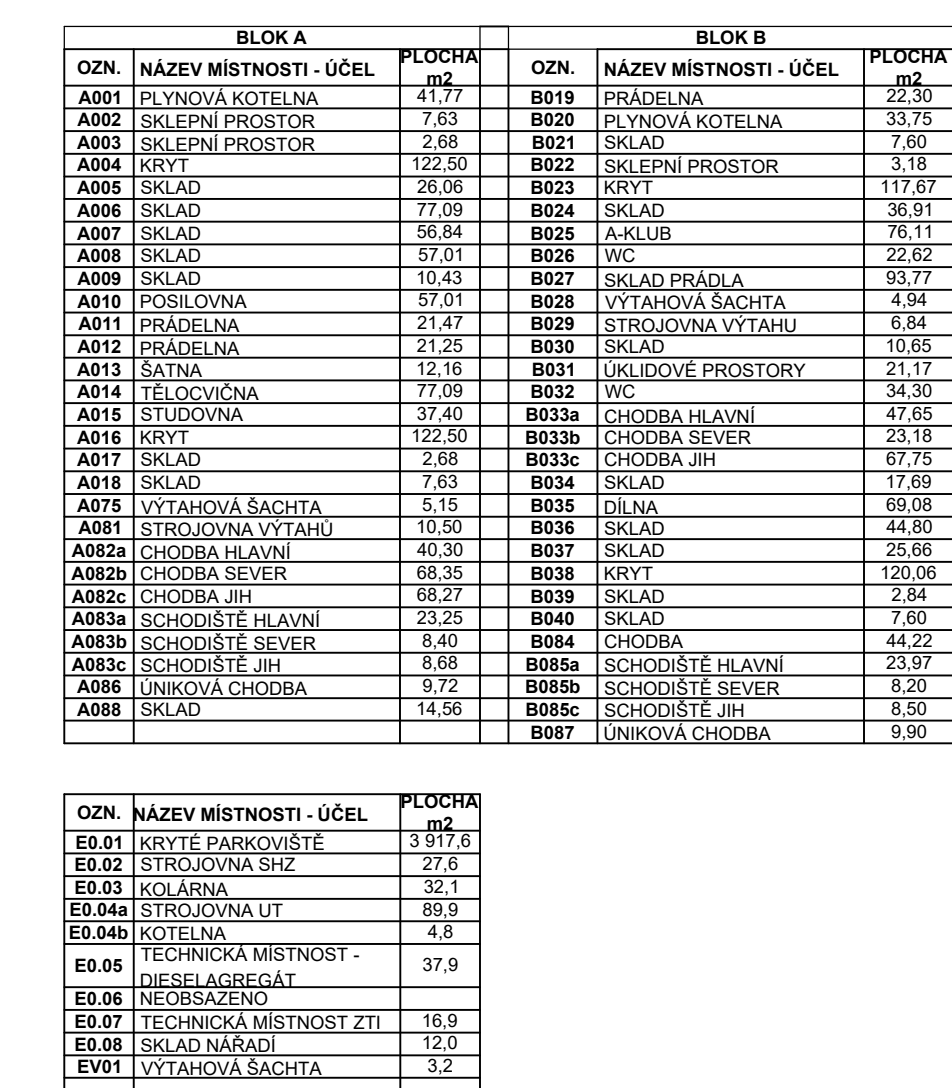 BLOK A BLOK B
OZN. NÁZEV MÍSTNOSTI - ÚČEL PLOCHA m2 OZN. NÁZEV MÍSTNOSTI - ÚČEL PLOCHA m2
A001 PLYNOVÁ KOTELNA 41,77 B019 PRÁDELNA 22,30
A002 SKLEPNÍ PROSTOR 7,63 B020 PLYNOVÁ KOTELNA 33,75
A003 SKLEPNÍ PROSTOR 2,68 B021 SKLAD 7,60
A004 KRYT 122,50 B022 SKLEPNÍ PROSTOR 3,18
A005 SKLAD 26,06 B023 KRYT 117,67
A006 SKLAD 77,09 B024 SKLAD 36,91
A007 SKLAD 56,84 B025 A-KLUB 76,11
A008 SKLAD 57,01 B026 WC 22,62
A009 SKLAD 10,43 B027 SKLAD PRÁDLA 93,77
A010 POSILOVNA 57,01 B028 VÝTAHOVÁ ŠACHTA 4,94
A011 PRÁDELNA 21,47 B029 STROJOVNA VÝTAHU 6,84
A012 PRÁDELNA 21,25 B030 SKLAD 10,65
A013 ŠATNA 12,16 B031 ÚKLIDOVÉ PROSTORY 21,17
A014 TĚLOCVIČNA 77,09 B032 WC 34,30
A015 STUDOVNA 37,40 B033a CHODBA HLAVNÍ 47,65
A016 KRYT 122,50 B033b CHODBA SEVER 23,18
A017 SKLAD 2,68 B033c CHODBA JIH 67,75
A018 SKLAD 7,63 B034 SKLAD 17,69
A075 VÝTAHOVÁ ŠACHTA 5,15 B035 DÍLNA 69,08
A081 STROJOVNA VÝTAHŮ 10,50 B036 SKLAD 44,80
A082a CHODBA HLAVNÍ 40,30 B037 SKLAD 25,66
A082b CHODBA SEVER 68,35 B038 KRYT 120,06
A082c CHODBA JIH 68,27 B039 SKLAD 2,84
A083a SCHODIŠTĚ HLAVNÍ 23,25 B040 SKLAD 7,60
A083b SCHODIŠTĚ SEVER 8,40 B084 CHODBA 44,22
A083c SCHODIŠTĚ JIH 8,68 B085a SCHODIŠTĚ HLAVNÍ 23,97
A086 ÚNIKOVÁ CHODBA 9,72 B085b SCHODIŠTĚ SEVER 8,20
A088 SKLAD 14,56 B085c SCHODIŠTĚ JIH 8,50
B087 ÚNIKOVÁ CHODBA 9,90
OZN. NÁZEV MÍSTNOSTI - ÚČEL PLOCHA m2
E0.01 KRYTÉ PARKOVIŠTĚ 3 917,6
E0.02 STROJOVNA SHZ 27,6
E0.03 KOLÁRNA 32,1
E0.04a STROJOVNA UT 89,9
E0.04b KOTELNA 4,8
E0.05 TECHNICKÁ MÍSTNOST - DIESELAGREGÁT 37,9
E0.06 NEOBSAZENO
E0.07 TECHNICKÁ MÍSTNOST ZTI 16,9
E0.08 SKLAD NÁŘADÍ 12,0
EV01 VÝTAHOVÁ ŠACHTA 3,2